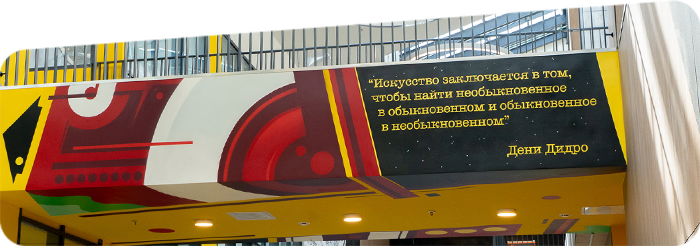 “Искусство заключается в том,
чтобы найти необыкновенное
в обыкновенном и обыкновенное
в необыкновенном”
Дени Дидро